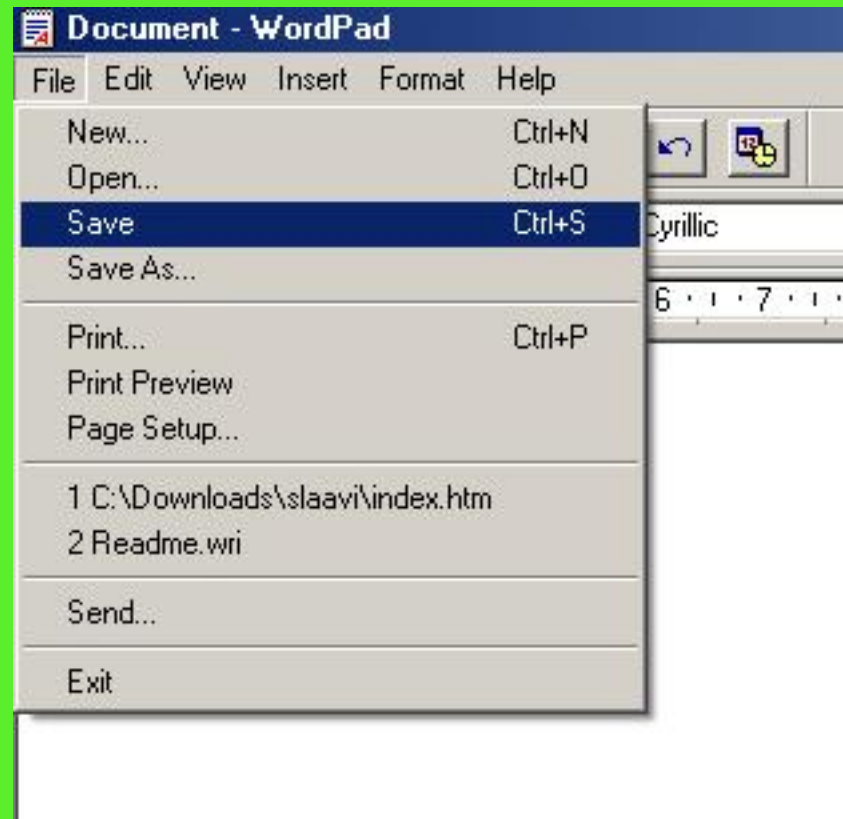 Document - WordPad
File Edit View Insert Format Help
New... Ctrl+N
Open... Ctrl+O
Save Ctrl+S
Cyrillic
Save As...
6 7
Print... Ctrl+P
Print Preview
Page Setup...
1 C:\Downloads\slaavi\index.htm
2 Readme.wri
Send...
Exit